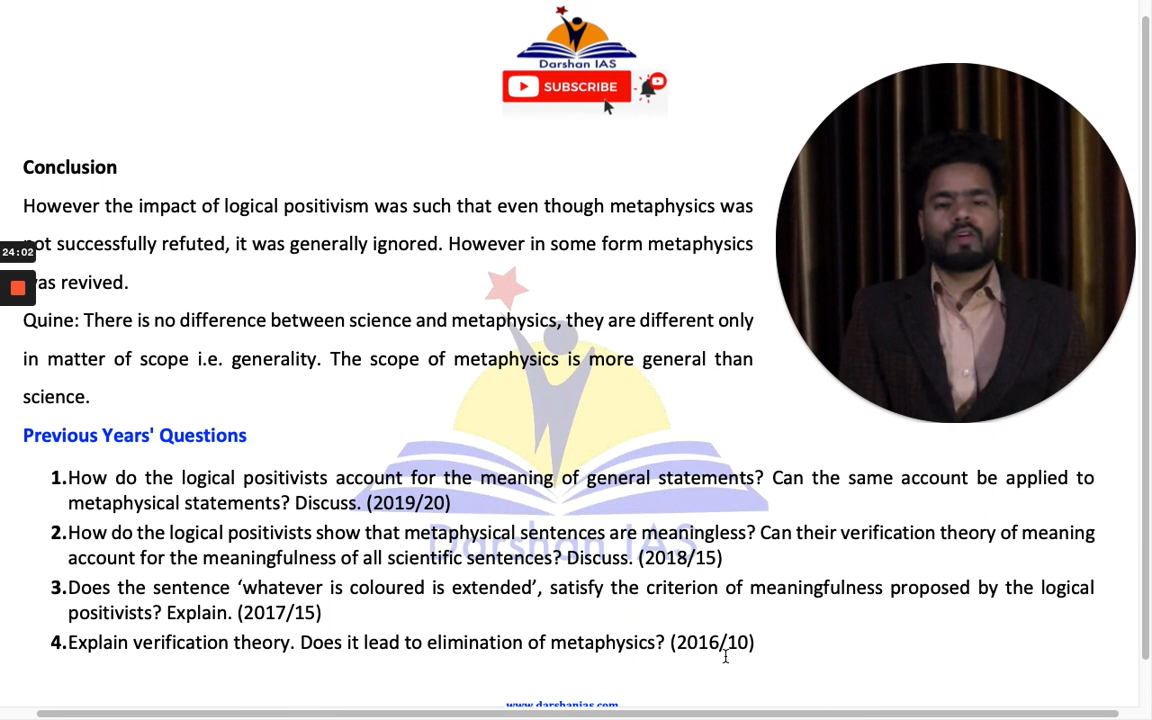 Darshan IAS
SUBSCRIBE
Conclusion
However the impact of logical positivism was such that even though metaphysics was
not successfully refuted, it was generally ignored. However in some form metaphysics
24:02
was revived.
Quine: There is no difference between science and metaphysics, they are different only
in matter of scope i.e. generality. The scope of metaphysics is more general than
science.
Previous Years' Questions
1.How do the logical positivists account for the meaning of general statements? Can the same account be applied to
metaphysical statements? Discuss. (2019/20)
2.How do the logical positivists show that metaphysical sentences are meaningless? Can their verification theory of meaning
account for the meaningfulness of all scientific sentences? Discuss. (2018/15)
Darshan IAS
3.Does the sentence ‘whatever is coloured is extended’, satisfy the criterion of meaningfulness proposed by the logical
positivists? Explain. (2017/15)
4.Explain verification theory. Does it lead to elimination of metaphysics? (2016/10)
www.darshanias.com